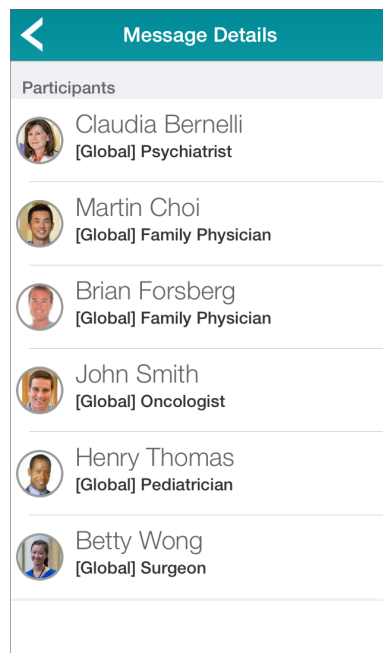 Message Details
Participants
Claudia Bernelli
[Global] Psychiatrist
Martin Choi
[Global] Family Physician
Brian Forsberg
[Global] Family Physician
John Smith
[Global] Oncologist
Henry Thomas
[Global] Pediatrician
Betty Wong
[Global] Surgeon